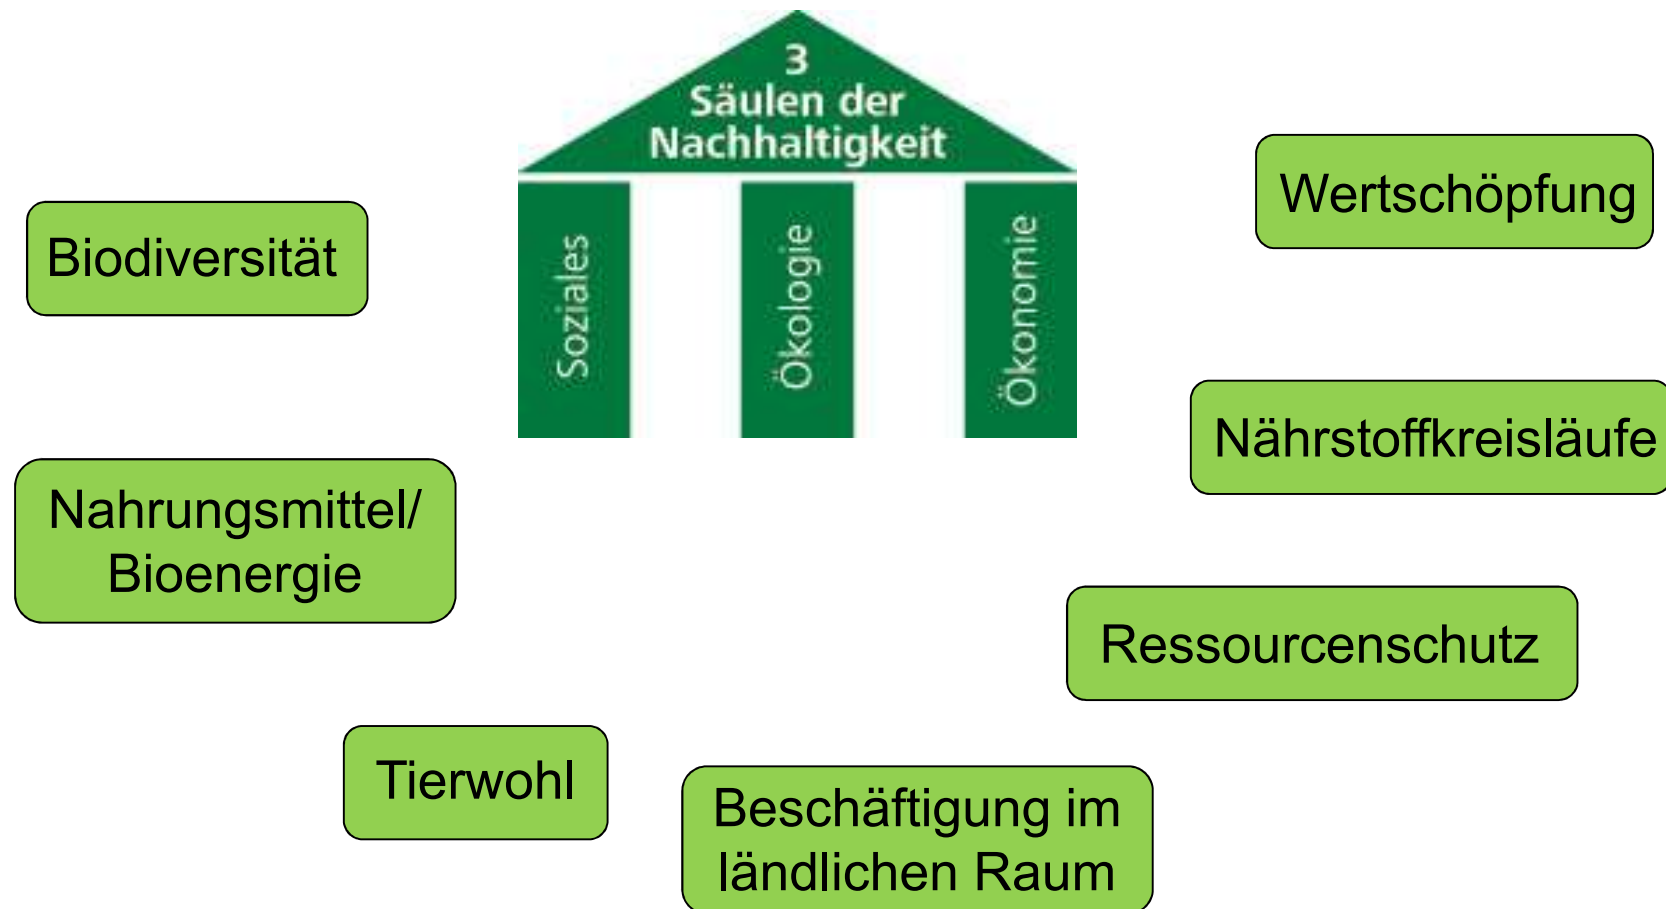 3
Säulen der
Nachhaltigkeit
Soziales
Ökologie
Ökonomie
Biodiversität
Wertschöpfung
Nährstoffkreisläufe
Nahrungsmittel/
Bioenergie
Ressourcenschutz
Tierwohl
Beschäftigung im
ländlichen Raum